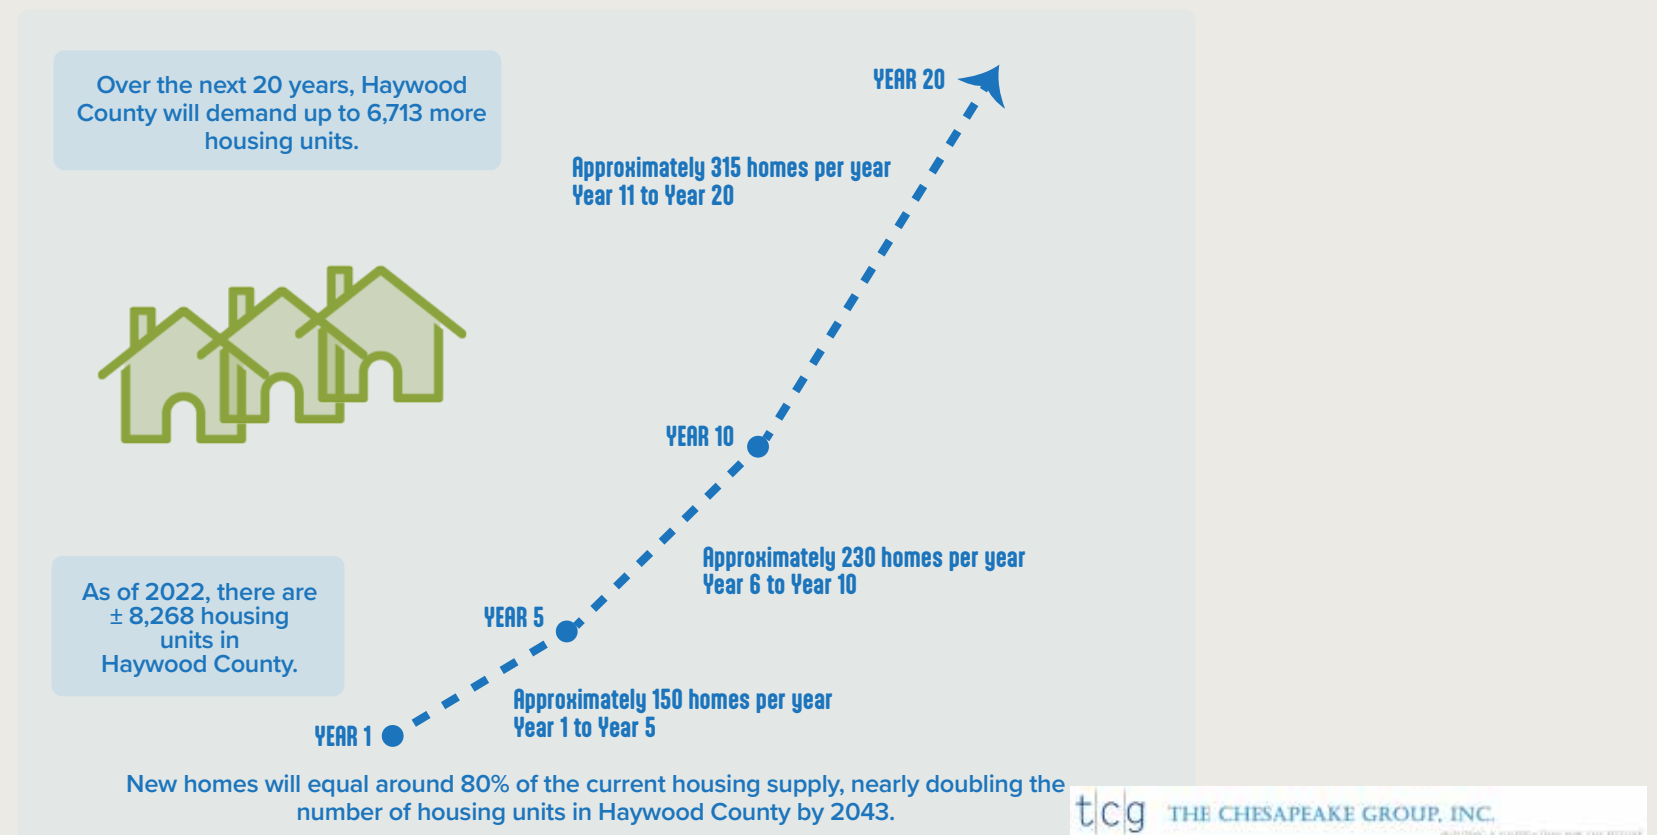 Over the next 20 years, Haywood
County will demand up to 6,713 more
housing units.
YEAR 20
Approximately 315 homes per year
Year 11 to Year 20
YEAR 10
Approximately 230 homes per year
Year 6 to Year 10
As of 2022, there are
± 8,268 housing
units in
Haywood County.
YEAR 5
Approximately 150 homes per year
Year 1 to Year 5
YEAR 1
New homes will equal around 80% of the current housing supply, nearly doubling the
number of housing units in Haywood County by 2043.
t|c|g THE CHESAPEAKE GROUP, INC.